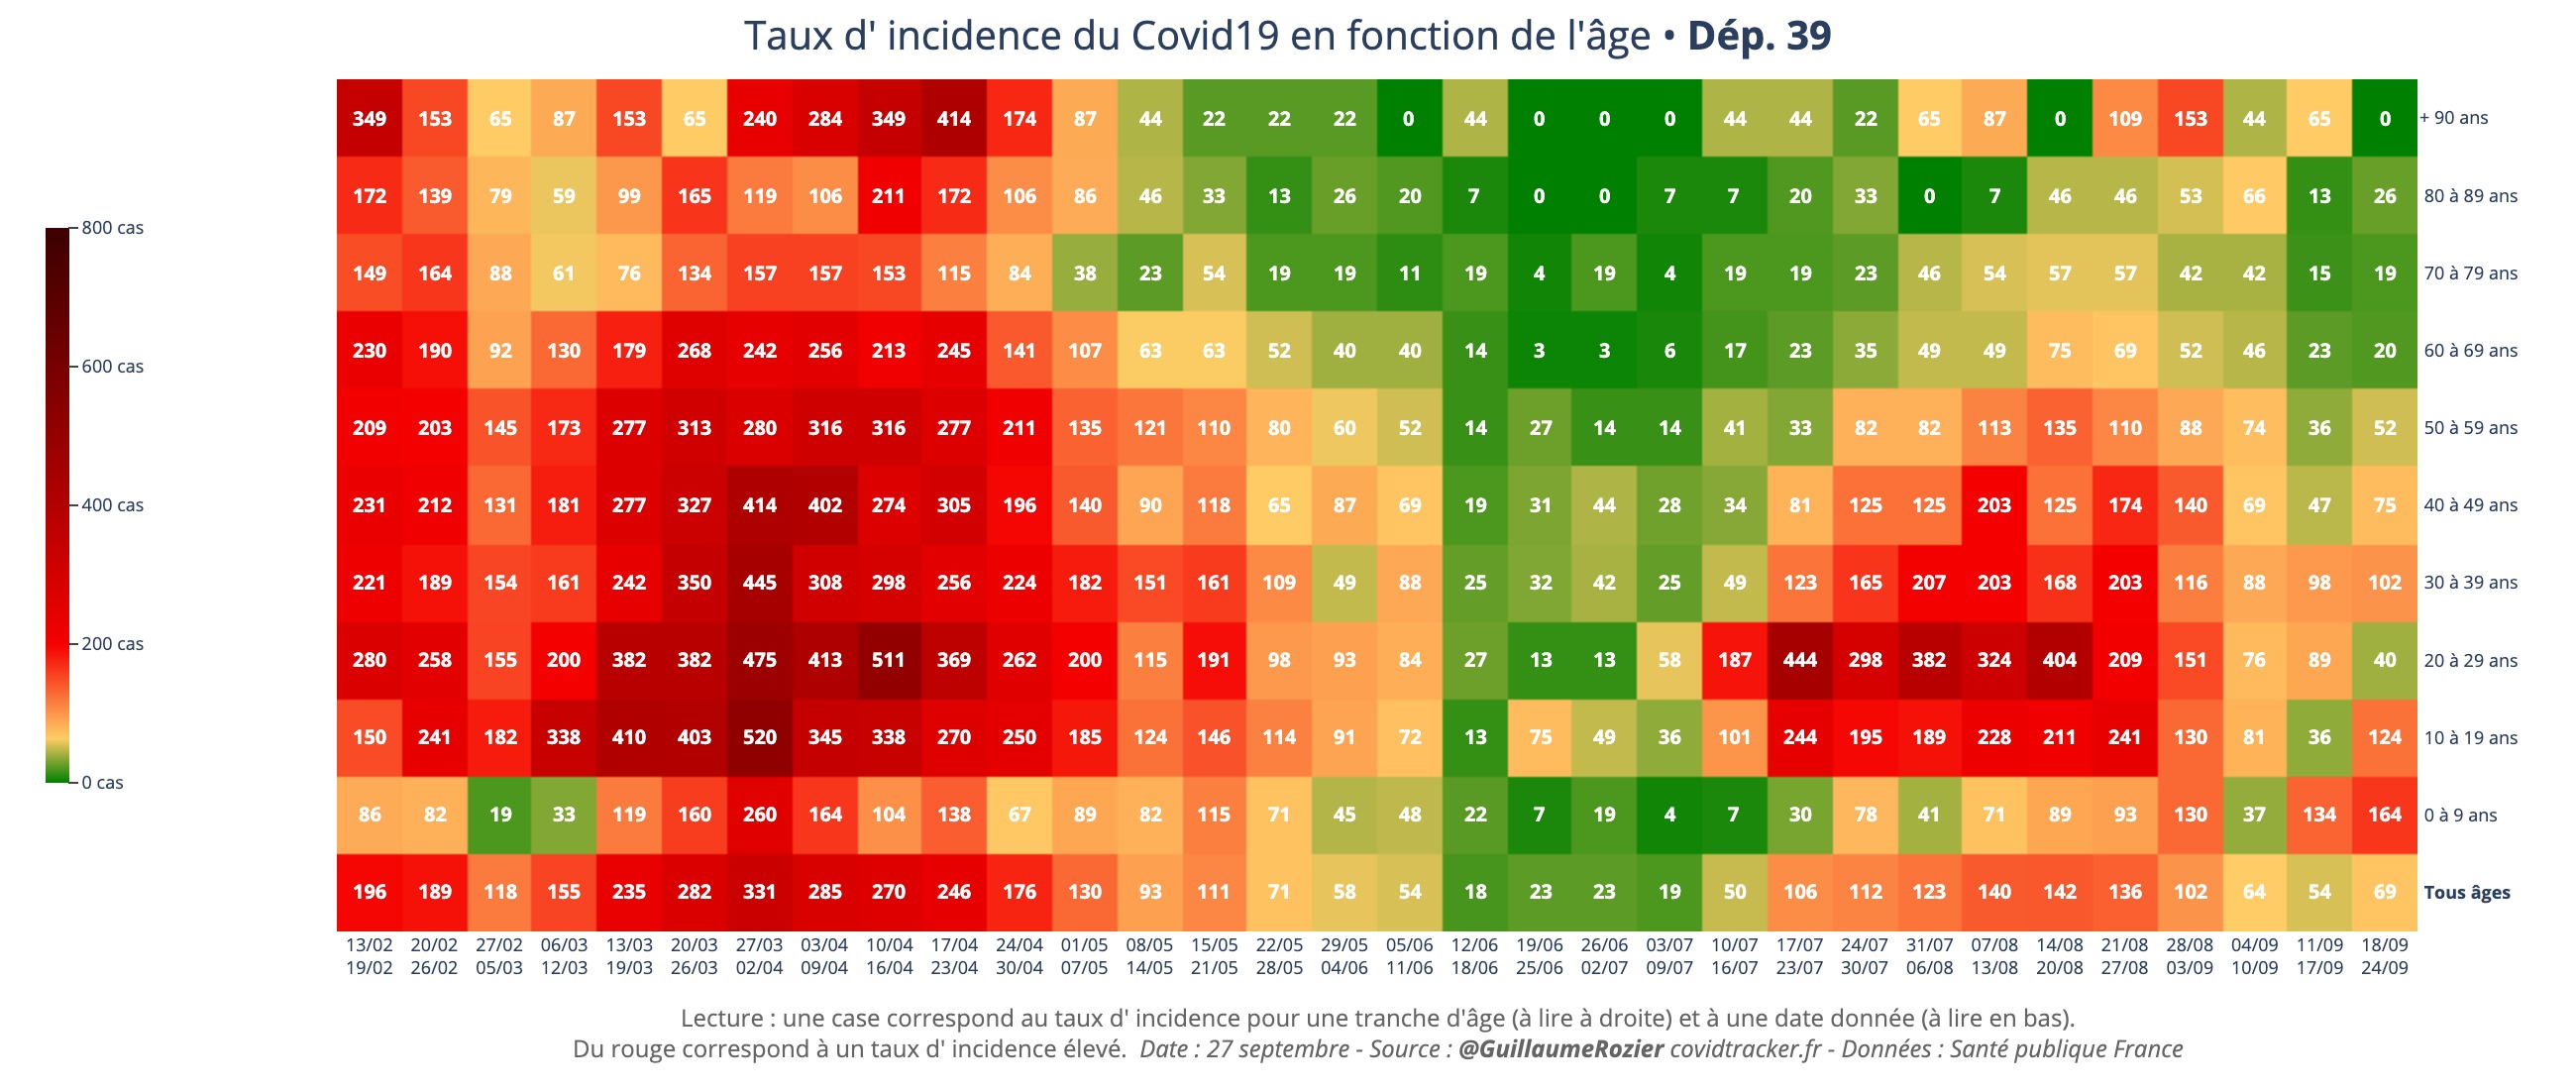 Taux d' incidence du Covid19 en fonction de l'âge • Dép. 39
800 cas
600 cas
400 cas
200 cas
0 cas
349 153 65 87 153 65 240 284 349 414 174 87 44 22 22 22 0 44 0 0 0 44 44 22 65 87 0 109 153 44 65 0 + 90 ans
172 139 79 59 99 165 119 106 211 172 106 86 46 33 13 26 20 7 0 0 7 7 20 33 0 7 46 46 53 66 13 26 80 à 89 ans
149 164 88 61 76 134 157 157 153 115 84 38 23 54 19 19 11 19 4 19 4 19 19 23 46 54 57 57 42 42 15 19 70 à 79 ans
230 190 92 130 179 268 242 256 213 245 141 107 63 63 52 40 40 14 3 3 6 17 23 35 49 49 75 69 52 46 23 20 60 à 69 ans
209 203 145 173 277 313 280 316 316 277 211 135 121 110 80 60 52 14 27 14 14 41 33 82 82 113 135 110 88 74 36 52 50 à 59 ans
231 212 131 181 277 327 414 402 274 305 196 140 90 118 65 87 69 19 31 44 28 34 81 125 125 203 125 174 140 69 47 75 40 à 49 ans
221 189 154 161 242 350 445 308 298 256 224 182 151 161 109 49 88 25 32 42 25 49 123 165 207 203 168 203 116 88 98 102 30 à 39 ans
280 258 155 200 382 382 475 413 511 369 262 200 115 191 98 93 84 27 13 13 58 187 444 298 382 324 404 209 151 76 89 40 20 à 29 ans
150 241 182 338 410 403 520 345 338 270 250 185 124 146 114 91 72 13 75 49 36 101 244 195 189 228 211 241 130 81 36 124 10 à 19 ans
86 82 19 33 119 160 260 164 104 138 67 89 82 115 71 45 48 22 7 19 4 7 30 78 41 71 89 93 130 37 134 164 0 à 9 ans
196 189 118 155 235 282 331 285 270 246 176 130 93 111 71 58 54 18 23 23 19 50 106 112 123 140 142 136 102 64 54 69 Tous âges
13/02 20/02 27/02 06/03 13/03 20/03 27/03 03/04 10/04 17/04 24/04 01/05 08/05 15/05 22/05 29/05 05/06 12/06 19/06 26/06 03/07 10/07 17/07 24/07 31/07 07/08 14/08 21/08 28/08 04/09 11/09 18/09
19/02 26/02 05/03 12/03 19/03 26/03 02/04 09/04 16/04 23/04 30/04 07/05 14/05 21/05 28/05 04/06 11/06 18/06 25/06 02/07 09/07 16/07 23/07 30/07 06/08 13/08 20/08 27/08 03/09 10/09 17/09 24/09
Lecture : une case correspond au taux d' incidence pour une tranche d'âge (à lire à droite) et à une date donnée (à lire en bas).
Du rouge correspond à un taux d' incidence élevé. Date : 27 septembre - Source : @GuillaumeRozier covidtracker.fr - Données : Santé publique France